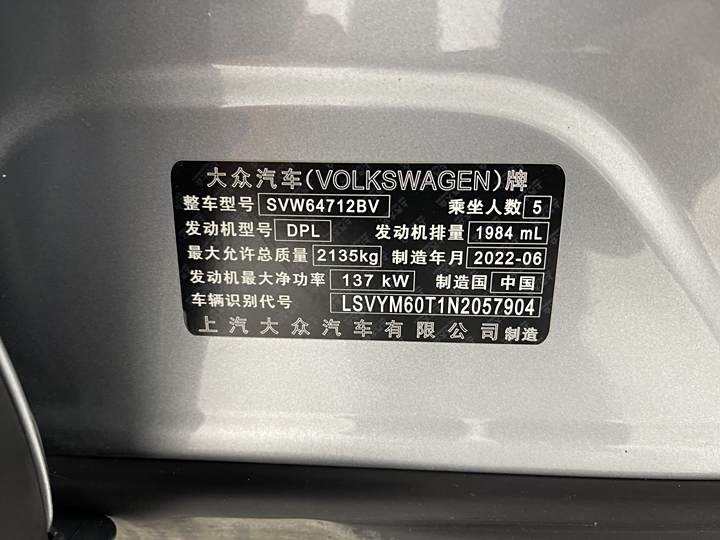 大众汽车(VOLKSWAGEN)牌
整车型号 SVW64712BV 乘坐人数 5
发动机型号 DPL 发动机排量 1984 mL
最大允许总质量 2135kg 制造年月 2022-06
发动机最大净功率 137 kW 制造国 中国
车辆识别代号 LSVYM60T1N2057904
上汽大众汽车有限公司 制造